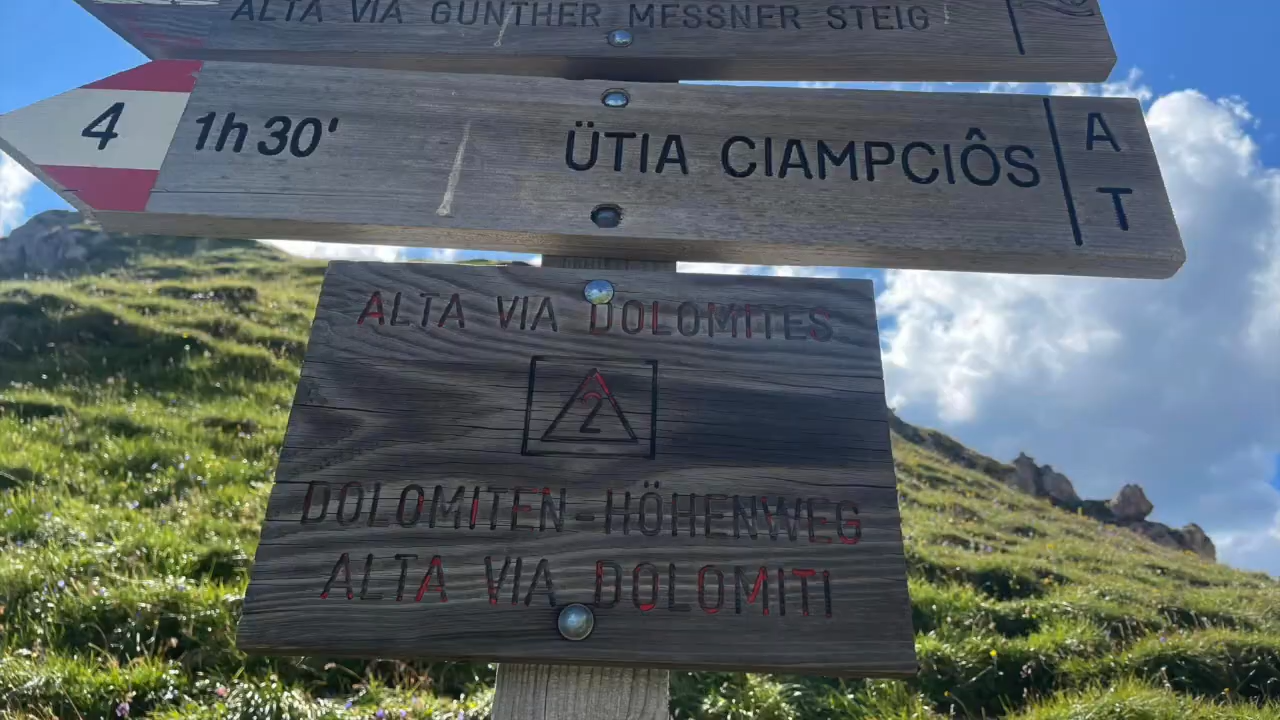 ALTA VIA GÜNTHER MESSNER STEIG
4 1h30' ÜTIA CIAMPCIÔS A T
ALTA VIA DOLOMITES
2
DOLOMITEN-HÖHENWEG
ALTA VIA DOLOMITI